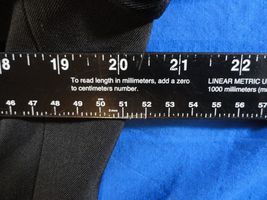 8 19 20 21 22
To read length in millimeters, add a zero
to centimeters number.
LINEAR METRIC U
1000 millimeters (m
46 47 48 49 50 51 52 53 54 55 56 57